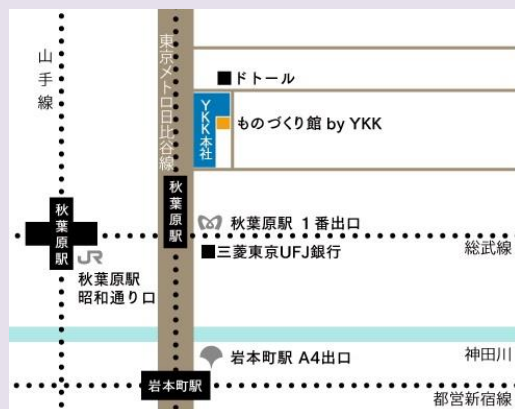 山手線
東京メトロ日比谷線
■ドトール
YKK本社
ものづくり館 by YKK
秋葉原駅
秋葉原駅
秋葉原駅 1番出口
総武線
JR
秋葉原駅
昭和通り口
■三菱東京UFJ銀行
神田川
岩本町駅 A4出口
岩本町駅
都営新宿線